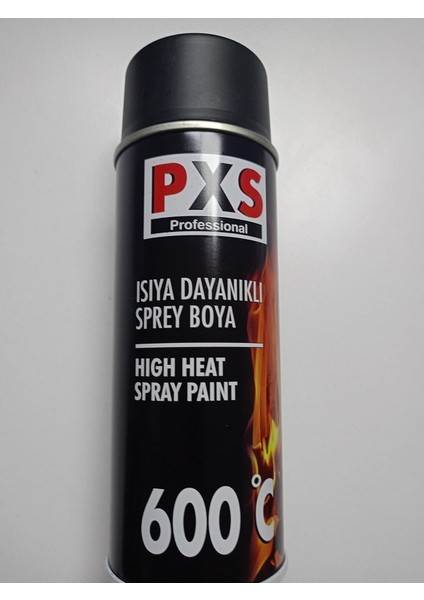 PXS
Professional
ISIYA DAYANIKLI
SPREY BOYA
HIGH HEAT
SPRAY PAINT
600°C